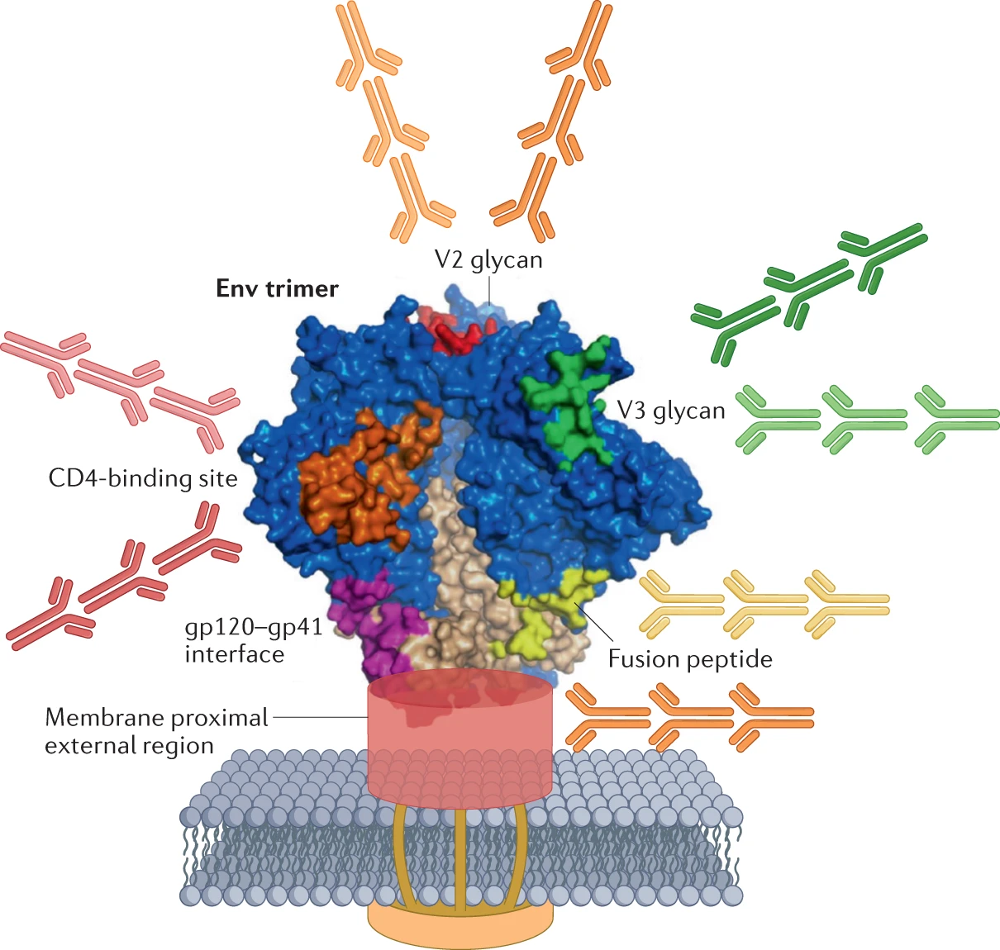 V2 glycan
Env trimer
V3 glycan
CD4-binding site
gp120–gp41
interface
Fusion peptide
Membrane proximal
external region